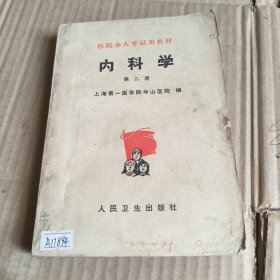 医院办大学试用教材
内科学
第二册
上海第一医学院华山医院 编
人民卫生出版社